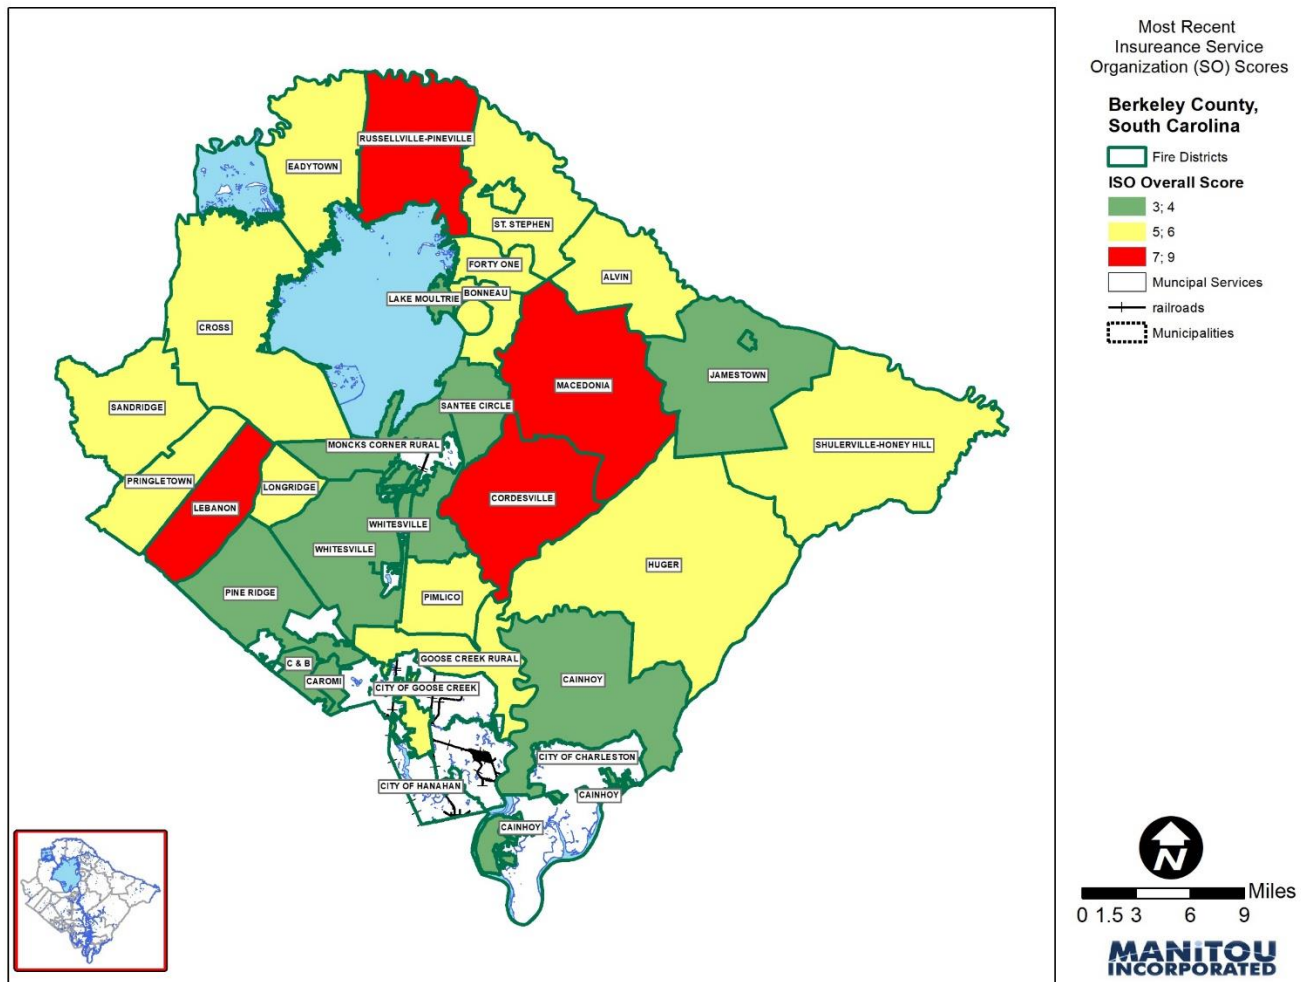 Most Recent
Insureance Service
Organization (SO) Scores
Berkeley County,
South Carolina
Fire Districts
ISO Overall Score
3; 4
5; 6
7; 9
Muncipal Services
railroads
Municipalities
RUSSELLVILLE-PINEVILLE
EADYTOWN
ST. STEPHEN
FORTY ONE
ALVIN
BONNEAU
LAKE MOULTRIE
CROSS
JAMESTOWN
MACEDONIA
SANDRIDGE
SANTEE CIRCLE
MONCKS CORNER RURAL
SHULERVILLE-HONEY HILL
PRINGLETOWN
LONGRIDGE
CORDESVILLE
LEBANON
WHITESVILLE
WHITESVILLE
HUGER
PINE RIDGE
PIMLICO
GOOSE CREEK RURAL
C & B
CAROMI
CITY OF GOOSE CREEK
CAINHOY
CITY OF CHARLESTON
CITY OF HANAHAN
CAINHOY
CAINHOY
N
Miles
0 1.5 3 6 9
MANiTOU
INCORPORATED